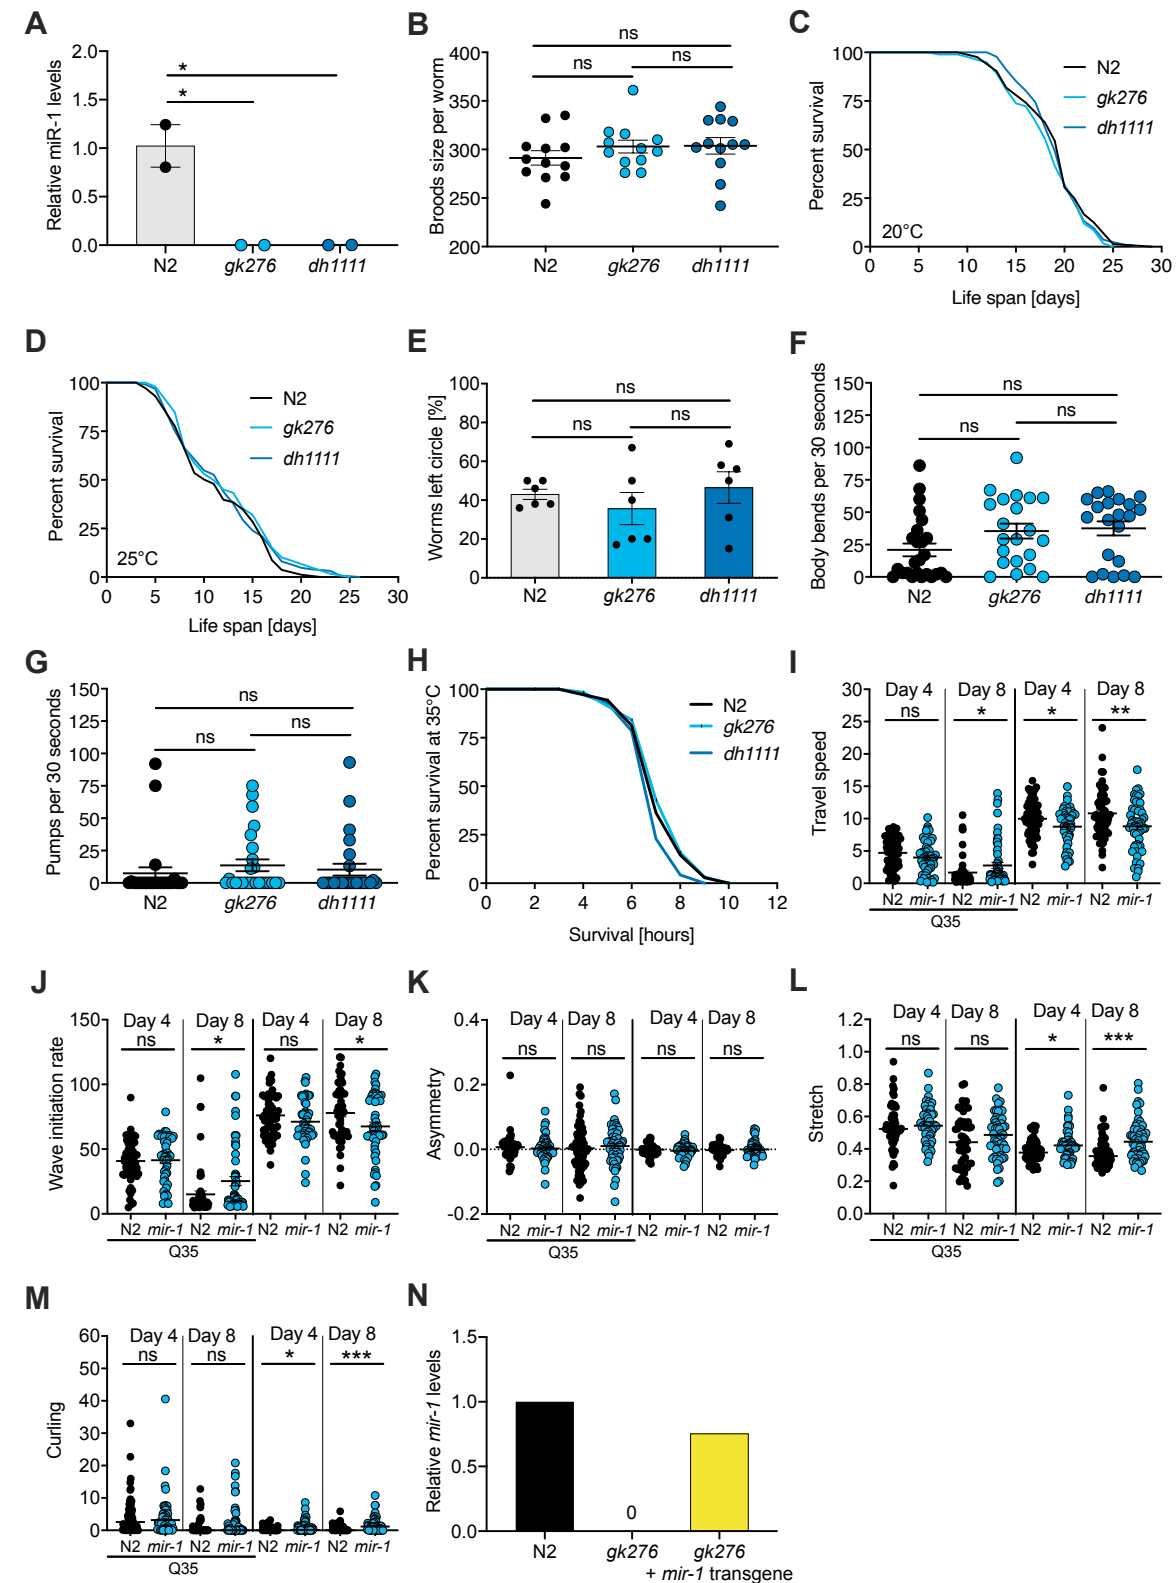 A
Relative miR-1 levels
2.0
1.5
1.0
0.5
0.0
*
*
N2
gk276
dh1111
B
Broods size per worm
400
350
300
250
200
ns
ns
ns
N2
gk276
dh1111
C
Percent survival
100
75
50
25
0
N2
gk276
dh1111
20°C
0 5 10 15 20 25 30
Life span [days]
D
Percent survival
100
75
50
25
0
N2
gk276
dh1111
25°C
0 5 10 15 20 25 30
Life span [days]
E
Worms left circle [%]
100
80
60
40
20
0
ns
ns
ns
N2
gk276
dh1111
F
Body bends per 30 seconds
150
125
100
75
50
25
0
ns
ns
ns
N2
gk276
dh1111
G
Pumps per 30 seconds
150
125
100
75
50
25
0
ns
ns
ns
N2
gk276
dh1111
H
Percent survival at 35°C
100
75
50
25
0
N2
gk276
dh1111
0 2 4 6 8 10 12
Survival [hours]
I
Travel speed
30
25
20
15
10
5
0
Day 4 Day 8 Day 4 Day 8
ns * * **
N2 mir-1 N2 mir-1 N2 mir-1 N2 mir-1
Q35
J
Wave initiation rate
150
100
50
0
Day 4 Day 8 Day 4 Day 8
ns * ns *
N2 mir-1 N2 mir-1 N2 mir-1 N2 mir-1
Q35
K
Asymmetry
0.4
0.2
0.0
-0.2
Day 4 Day 8 Day 4 Day 8
ns ns ns ns
N2 mir-1 N2 mir-1 N2 mir-1 N2 mir-1
Q35
L
Stretch
1.2
1.0
0.8
0.6
0.4
0.2
0.0
Day 4 Day 8 Day 4 Day 8
ns ns * ***
N2 mir-1 N2 mir-1 N2 mir-1 N2 mir-1
Q35
M
Curling
60
50
40
30
20
10
0
Day 4 Day 8 Day 4 Day 8
ns ns * ***
N2 mir-1 N2 mir-1 N2 mir-1 N2 mir-1
Q35
N
Relative mir-1 levels
1.5
1.0
0.5
0.0
0
N2
gk276
gk276
+ mir-1 transgene